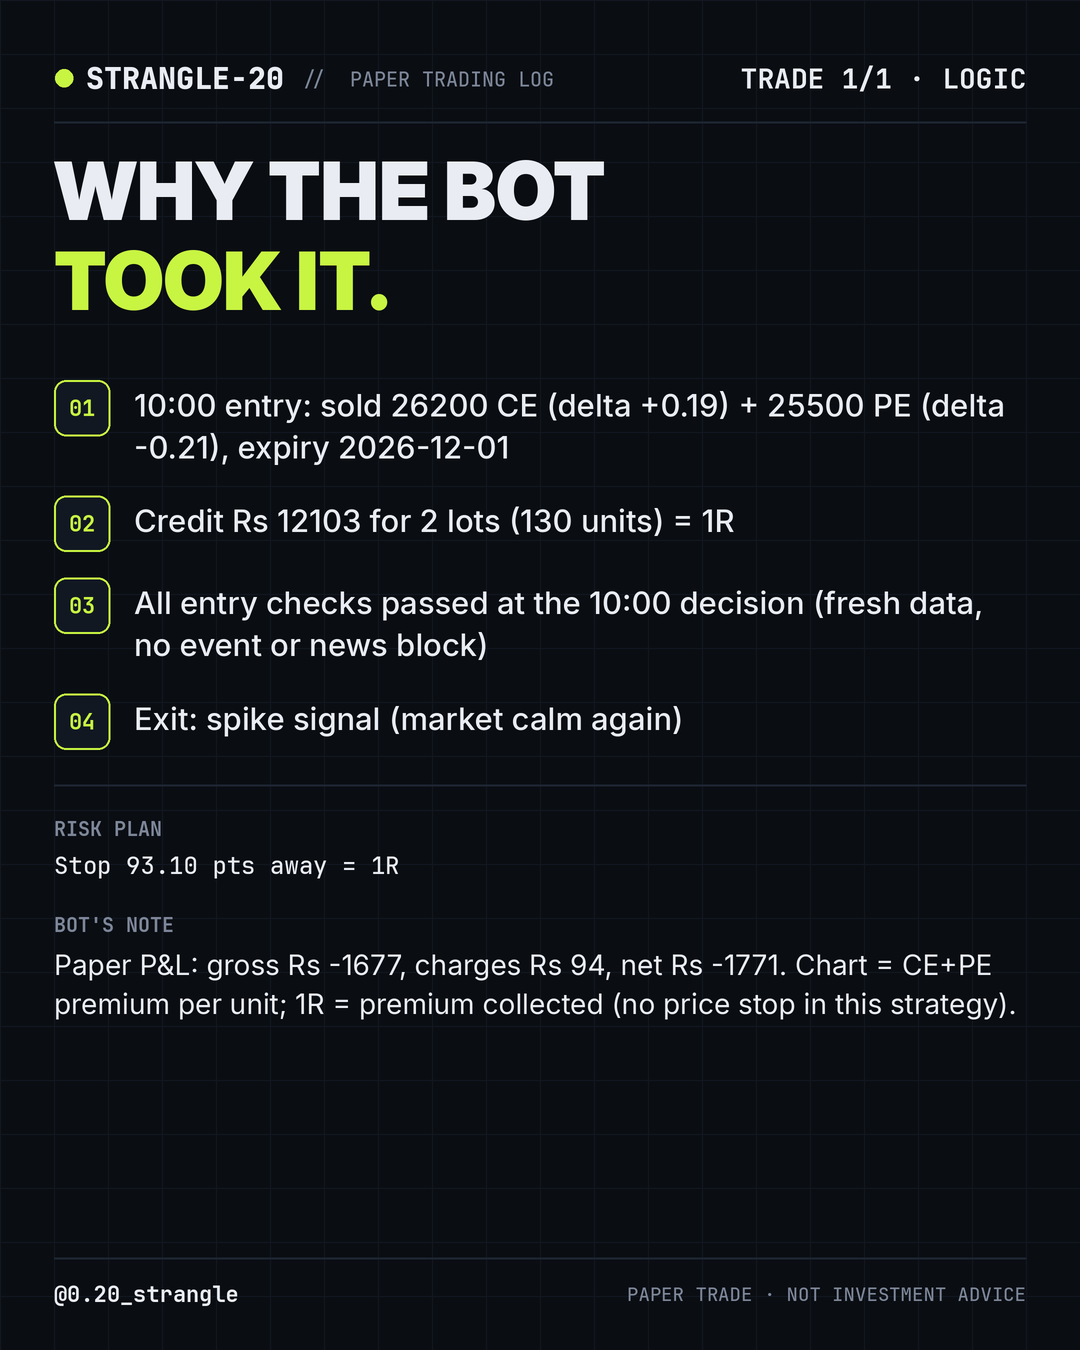 STRANGLE-20 // PAPER TRADING LOG
TRADE 1/1 · LOGIC
WHY THE BOT
TOOK IT.
01
10:00 entry: sold 26200 CE (delta +0.19) + 25500 PE (delta
-0.21), expiry 2026-12-01
02
Credit Rs 12103 for 2 lots (130 units) = 1R
03
All entry checks passed at the 10:00 decision (fresh data,
no event or news block)
04
Exit: spike signal (market calm again)
RISK PLAN
Stop 93.10 pts away = 1R
BOT'S NOTE
Paper P&L: gross Rs -1677, charges Rs 94, net Rs -1771. Chart = CE+PE
premium per unit; 1R = premium collected (no price stop in this strategy).
@0.20_strangle
PAPER TRADE · NOT INVESTMENT ADVICE